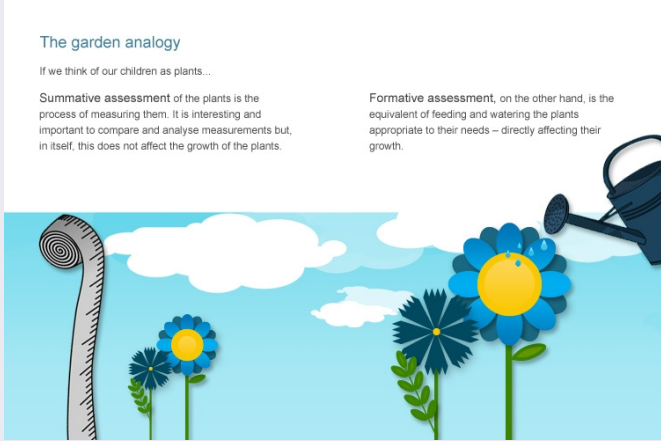 The garden analogy
If we think of our children as plants...
Summative assessment of the plants is the
process of measuring them. It is interesting and
important to compare and analyse measurements but,
in itself, this does not affect the growth of the plants.
Formative assessment, on the other hand, is the
equivalent of feeding and watering the plants
appropriate to their needs – directly affecting their
growth.